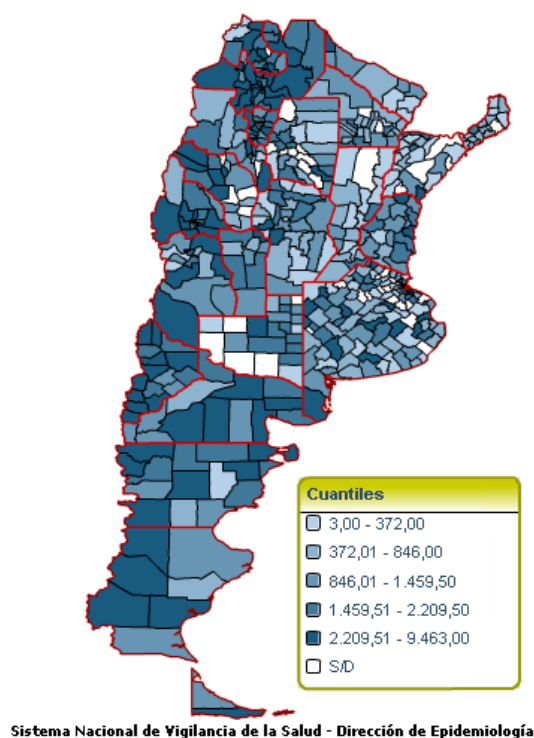 Cuantiles
3,00 - 372,00
372,01 - 846,00
846,01 - 1.459,50
1.459,51 - 2.209,50
2.209,51 - 9.463,00
S/D
Sistema Nacional de Vigilancia de la Salud - Dirección de Epidemiología